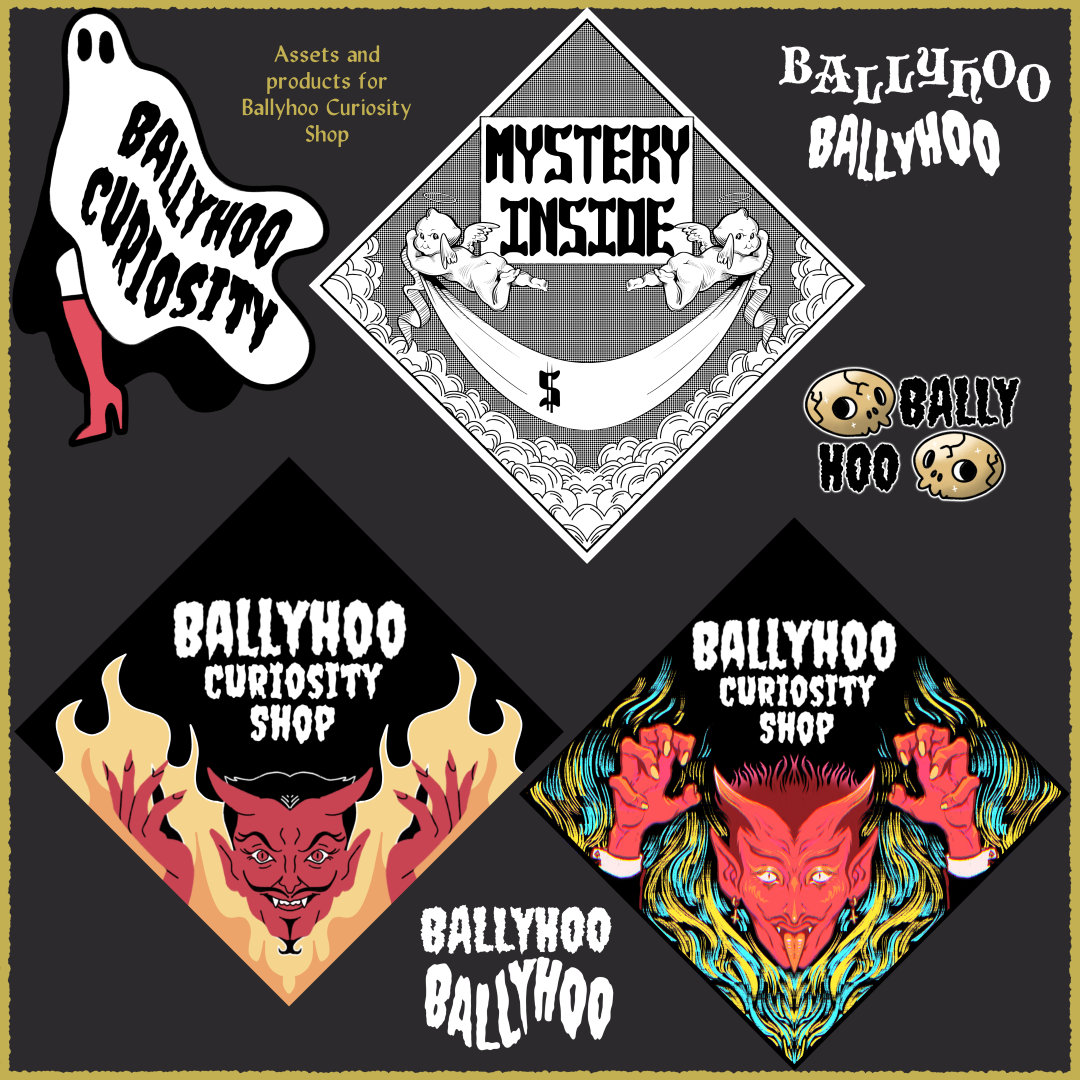 Assets and
products for
Ballyhoo Curiosity
Shop
BALLYHOO
CURIOSITY
MYSTERY
INSIDE
$
BALLYHOO
BALLYHOO
BALLY
HOO
BALLYHOO
CURIOSITY
SHOP
BALLYHOO
CURIOSITY
SHOP
BALLYHOO
BALLYHOO